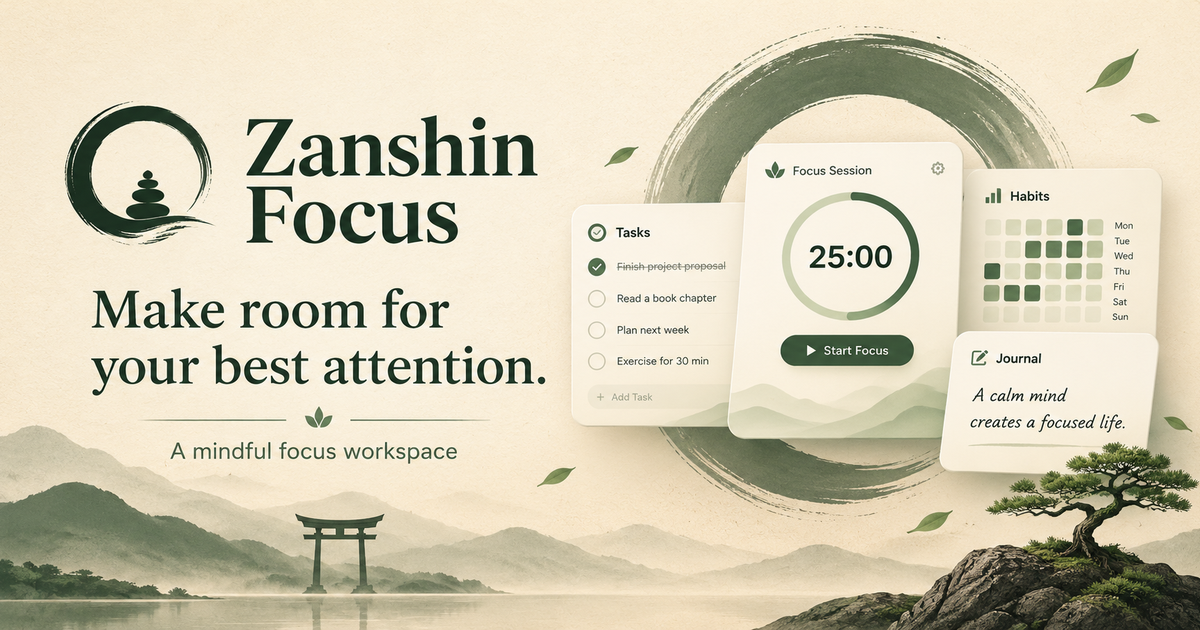 Zanshin
Focus
Make room for
your best attention.
A mindful focus workspace
Tasks
Finish project proposal
Read a book chapter
Plan next week
Exercise for 30 min
+ Add Task
Focus Session
25:00
Start Focus
Habits
Mon
Tue
Wed
Thu
Fri
Sat
Sun
Journal
A calm mind
creates a focused life.